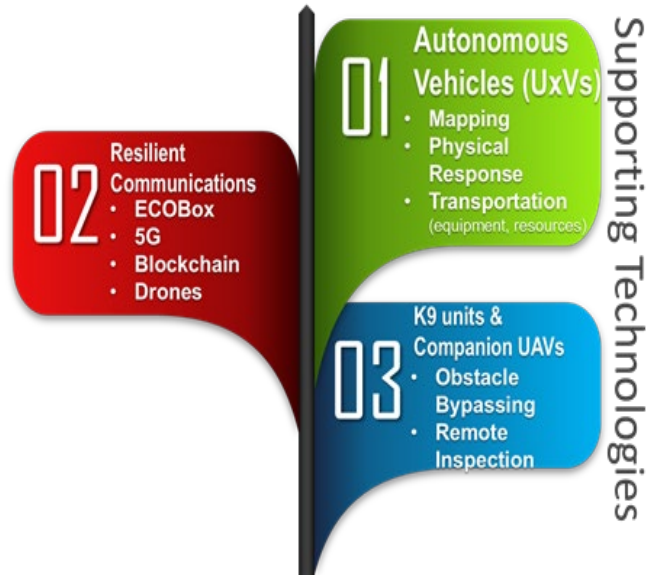 01
Autonomous
Vehicles (UxVs)
• Mapping
• Physical
Response
• Transportation
(equipment, resources)
02
Resilient
Communications
• ECOBox
• 5G
• Blockchain
• Drones
03
K9 units &
Companion UAVs
• Obstacle
Bypassing
• Remote
Inspection
Supporting Technologies